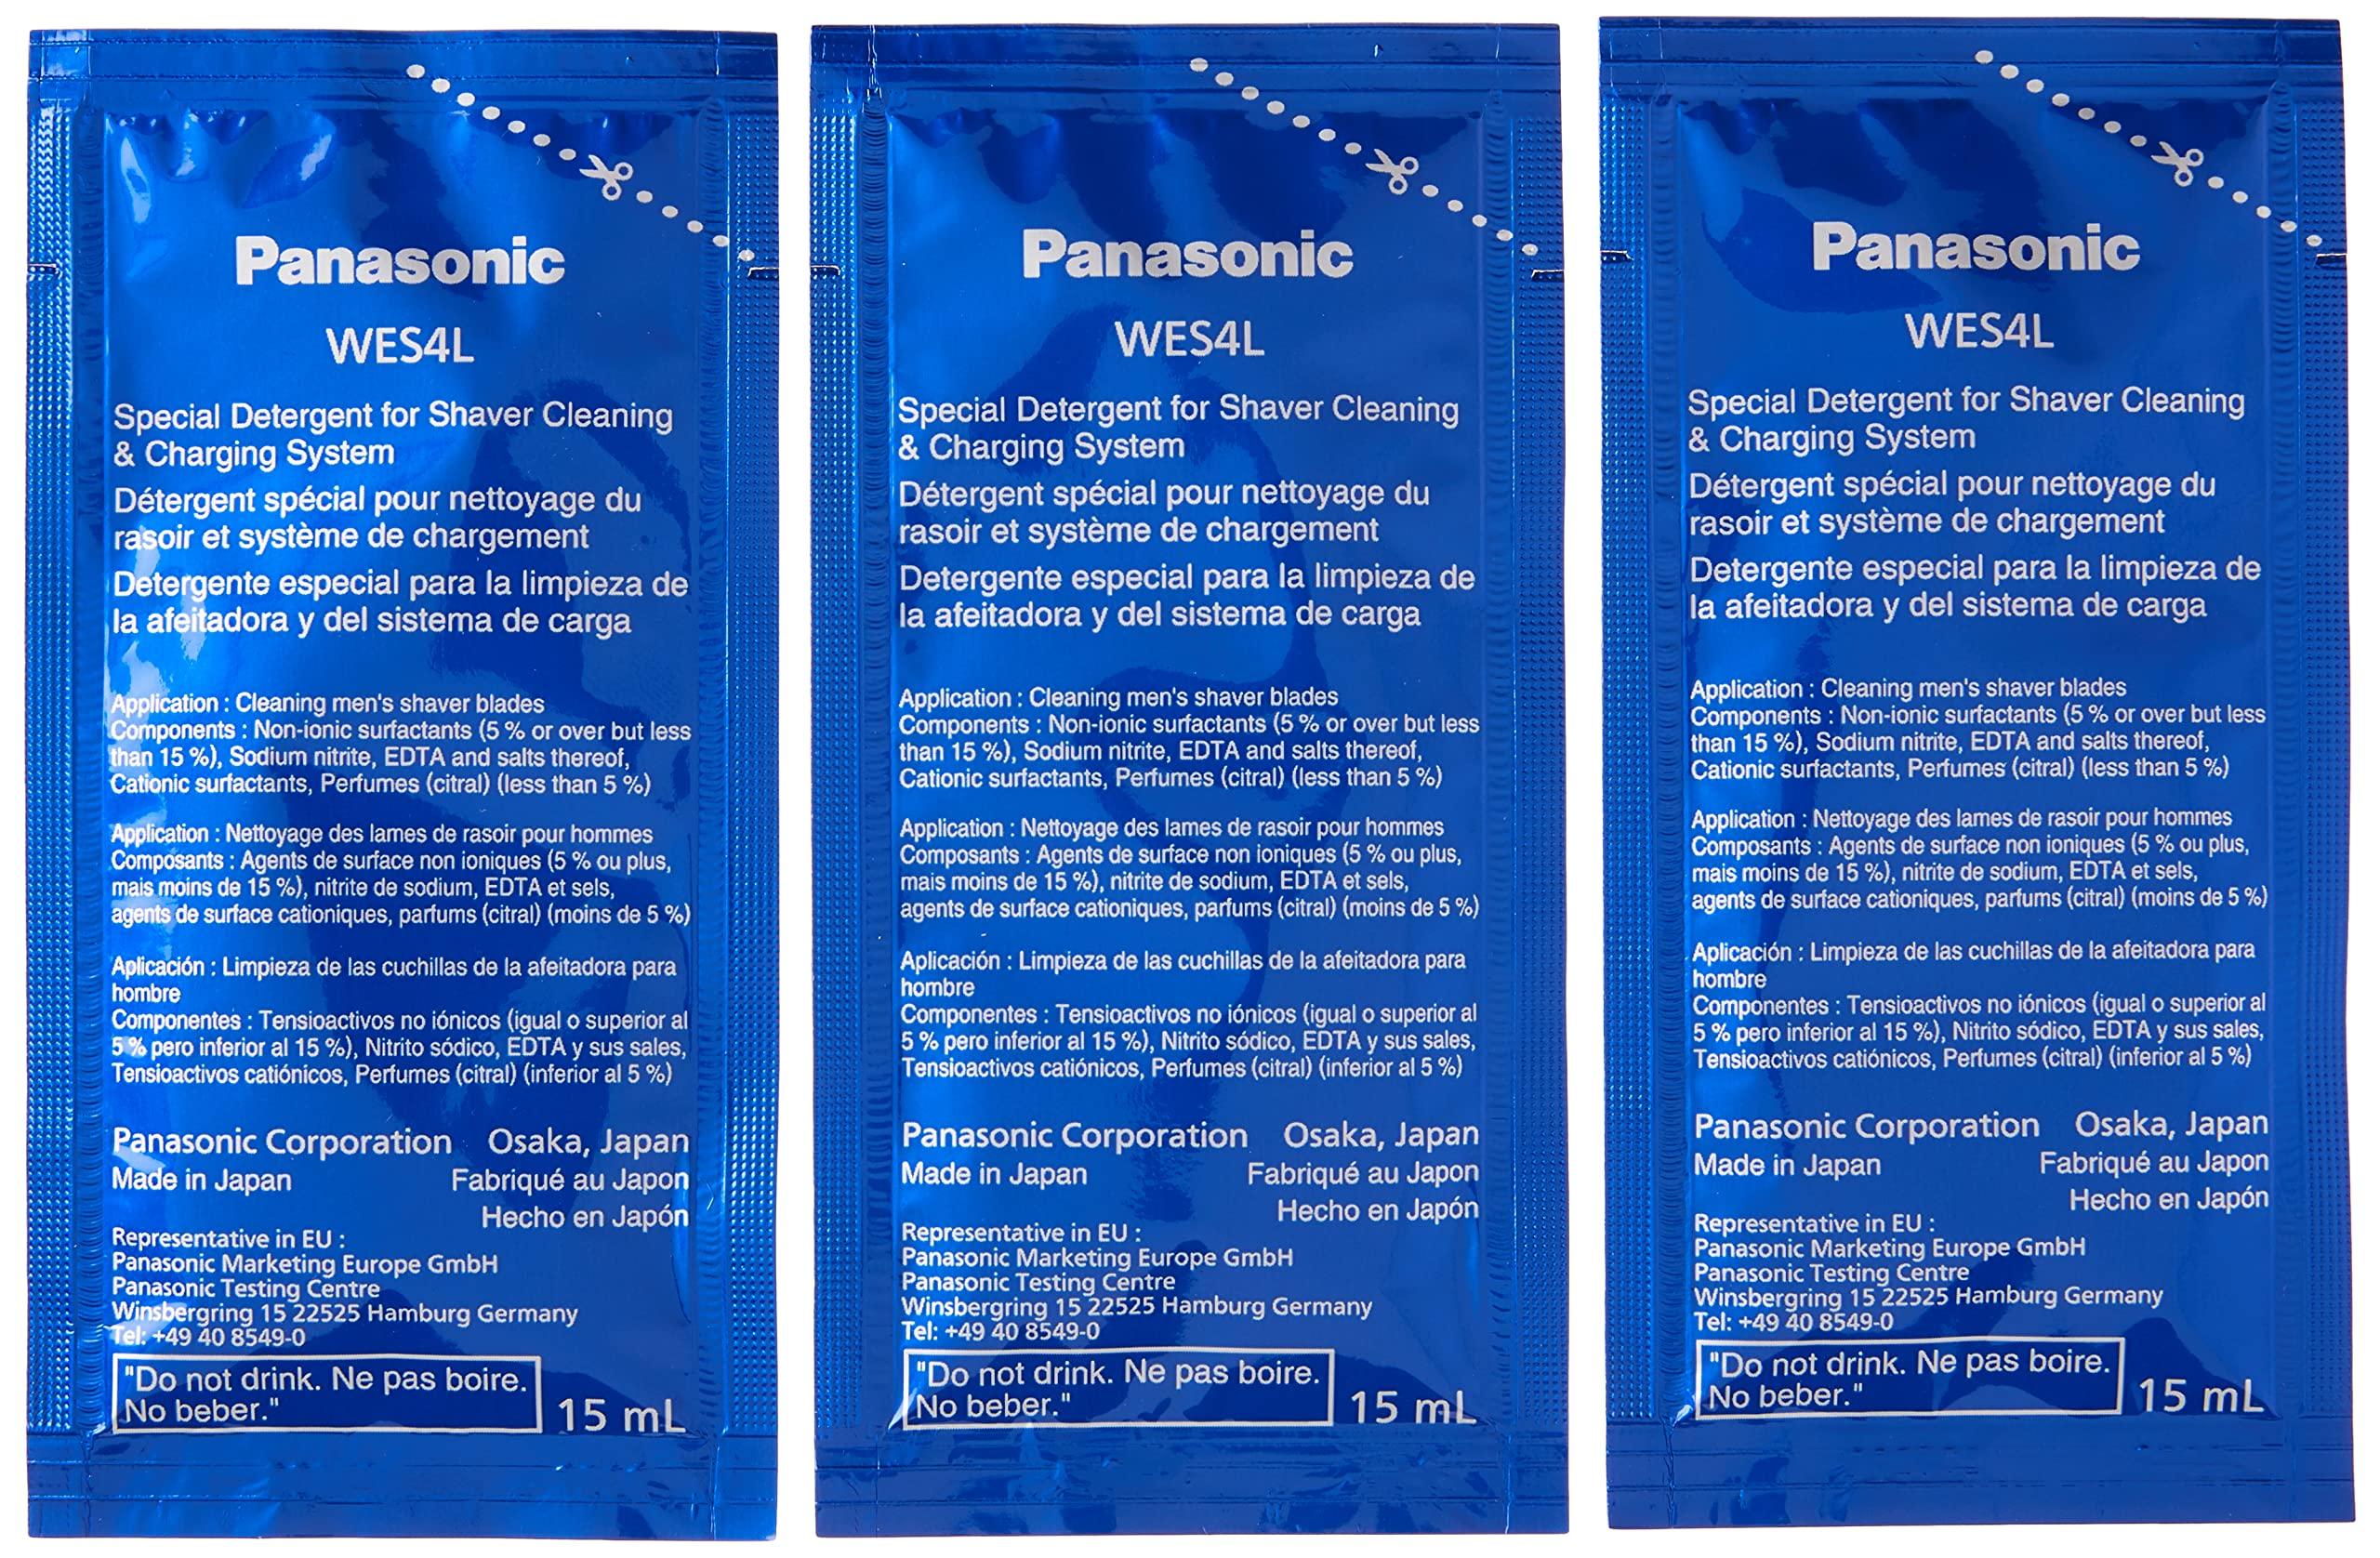 Panasonic
WES4L
Special Detergent for Shaver Cleaning
& Charging System
Détergent spécial pour nettoyage du
rasoir et système de chargement
Detergente especial para la limpieza de
la afeitadora y del sistema de carga
Application : Cleaning men's shaver blades
Components : Non-ionic surfactants (5 % or over but less
than 15 %), Sodium nitrite, EDTA and salts thereof,
Cationic surfactants, Perfumes (citral) (less than 5 %)
Application : Nettoyage des lames de rasoir pour hommes
Composants : Agents de surface non ioniques (5 % ou plus,
mais moins de 15 %), nitrite de sodium, EDTA et sels,
agents de surface cationiques, parfums (citral) (moins de 5 %)
Aplicación : Limpieza de las cuchillas de la afeitadora para
hombre
Componentes : Tensioactivos no iónicos (igual o superior al
5 % pero inferior al 15 %), Nitrito sódico, EDTA y sus sales,
Tensioactivos catiónicos, Perfumes (citral) (inferior al 5 %)
Panasonic Corporation Osaka, Japan
Made in Japan Fabriqué au Japon
Hecho en Japón
Representative in EU :
Panasonic Marketing Europe GmbH
Panasonic Testing Centre
Winsbergring 15 22525 Hamburg Germany
Tel: +49 40 8549-0
"Do not drink. Ne pas boire.
No beber."
15 mL
Panasonic
WES4L
Special Detergent for Shaver Cleaning
& Charging System
Détergent spécial pour nettoyage du
rasoir et système de chargement
Detergente especial para la limpieza de
la afeitadora y del sistema de carga
Application : Cleaning men's shaver blades
Components : Non-ionic surfactants (5 % or over but less
than 15 %), Sodium nitrite, EDTA and salts thereof,
Cationic surfactants, Perfumes (citral) (less than 5 %)
Application : Nettoyage des lames de rasoir pour hommes
Composants : Agents de surface non ioniques (5 % ou plus,
mais moins de 15 %), nitrite de sodium, EDTA et sels,
agents de surface cationiques, parfums (citral) (moins de 5 %)
Aplicación : Limpieza de las cuchillas de la afeitadora para
hombre
Componentes : Tensioactivos no iónicos (igual o superior al
5 % pero inferior al 15 %), Nitrito sódico, EDTA y sus sales,
Tensioactivos catiónicos, Perfumes (citral) (inferior al 5 %)
Panasonic Corporation Osaka, Japan
Made in Japan Fabriqué au Japon
Hecho en Japón
Representative in EU :
Panasonic Marketing Europe GmbH
Panasonic Testing Centre
Winsbergring 15 22525 Hamburg Germany
Tel: +49 40 8549-0
"Do not drink. Ne pas boire.
No beber."
15 mL
Panasonic
WES4L
Special Detergent for Shaver Cleaning
& Charging System
Détergent spécial pour nettoyage du
rasoir et système de chargement
Detergente especial para la limpieza de
la afeitadora y del sistema de carga
Application : Cleaning men's shaver blades
Components : Non-ionic surfactants (5 % or over but less
than 15 %), Sodium nitrite, EDTA and salts thereof,
Cationic surfactants, Perfumes (citral) (less than 5 %)
Application : Nettoyage des lames de rasoir pour hommes
Composants : Agents de surface non ioniques (5 % ou plus,
mais moins de 15 %), nitrite de sodium, EDTA et sels,
agents de surface cationiques, parfums (citral) (moins de 5 %)
Aplicación : Limpieza de las cuchillas de la afeitadora para
hombre
Componentes : Tensioactivos no iónicos (igual o superior al
5 % pero inferior al 15 %), Nitrito sódico, EDTA y sus sales,
Tensioactivos catiónicos, Perfumes (citral) (inferior al 5 %)
Panasonic Corporation Osaka, Japan
Made in Japan Fabriqué au Japon
Hecho en Japón
Representative in EU :
Panasonic Marketing Europe GmbH
Panasonic Testing Centre
Winsbergring 15 22525 Hamburg Germany
Tel: +49 40 8549-0
"Do not drink. Ne pas boire.
No beber."
15 mL